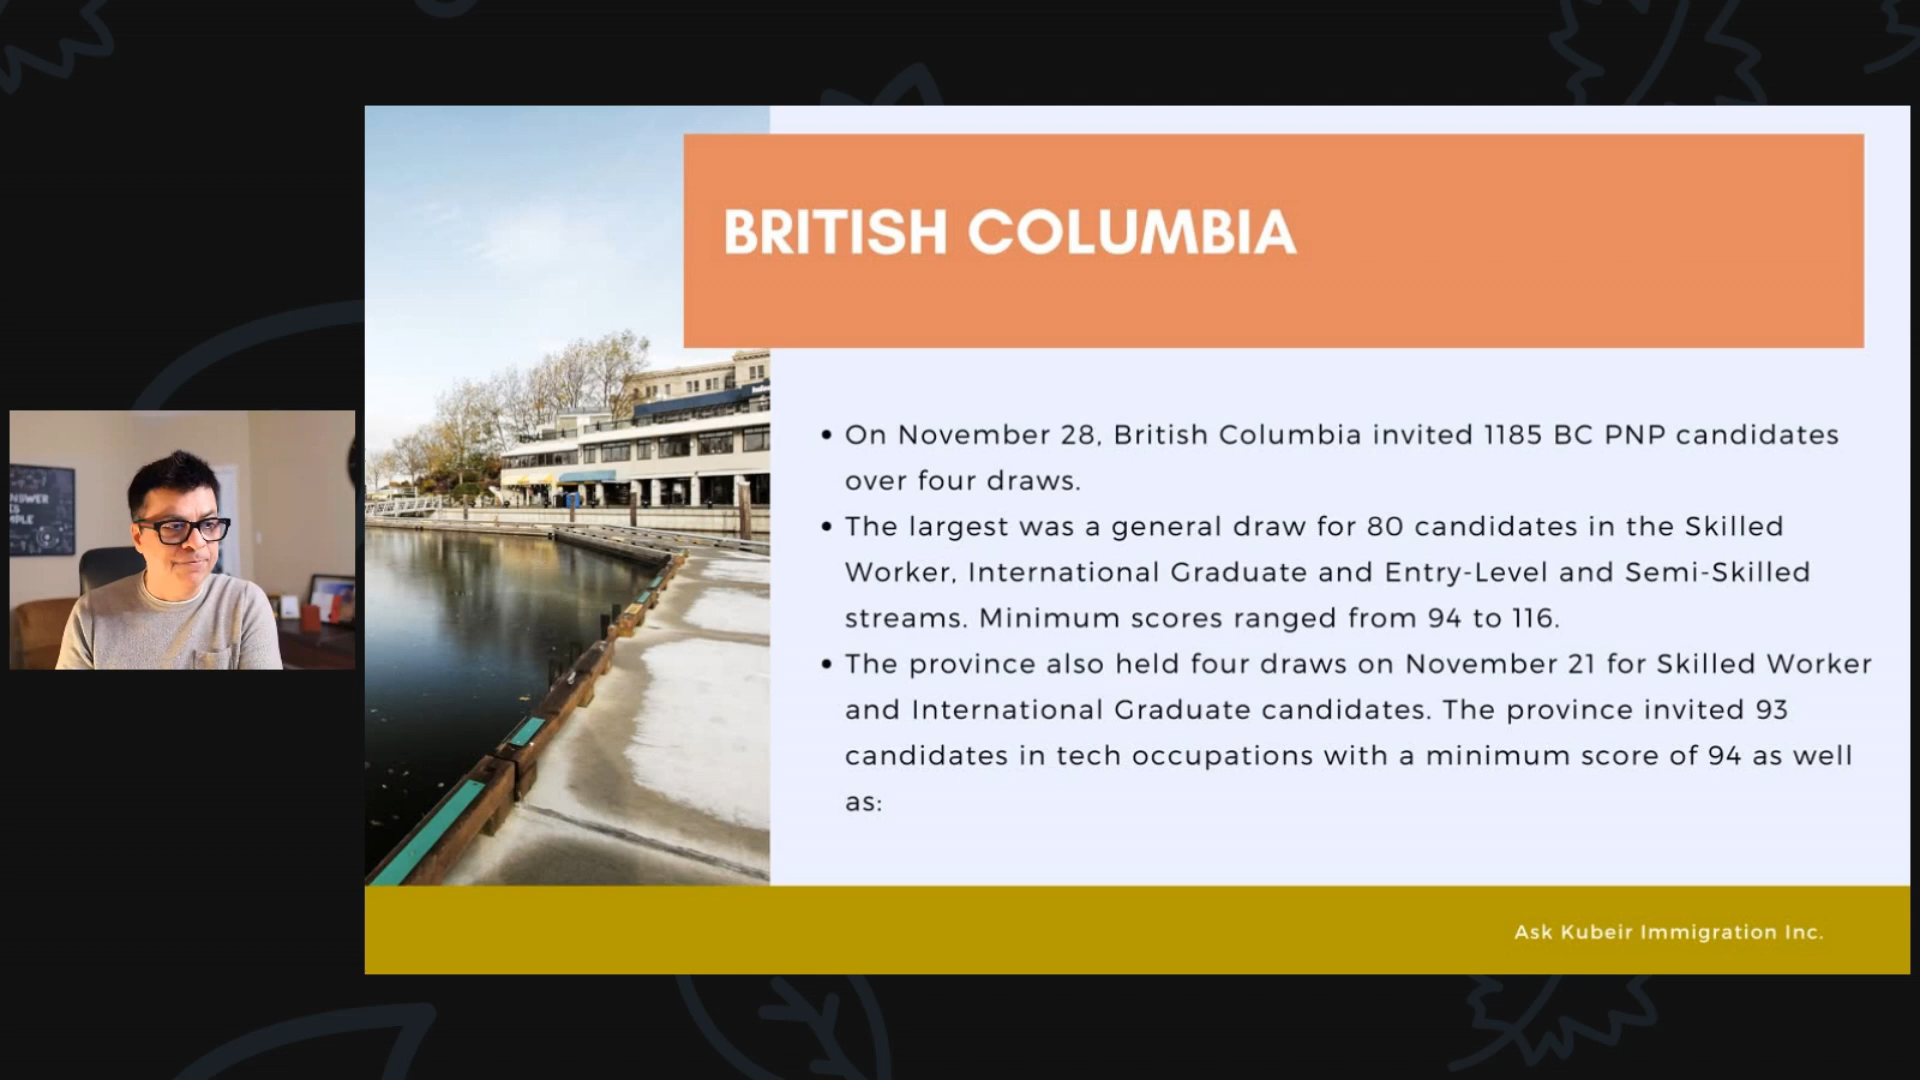 BRITISH COLUMBIA
On November 28, British Columbia invited 1185 BC PNP candidates
over four draws.
The largest was a general draw for 80 candidates in the Skilled
Worker, International Graduate and Entry-Level and Semi-Skilled
streams. Minimum scores ranged from 94 to 116.
The province also held four draws on November 21 for Skilled Worker
and International Graduate candidates. The province invited 93
candidates in tech occupations with a minimum score of 94 as well
as:
Ask Kubeir Immigration Inc.